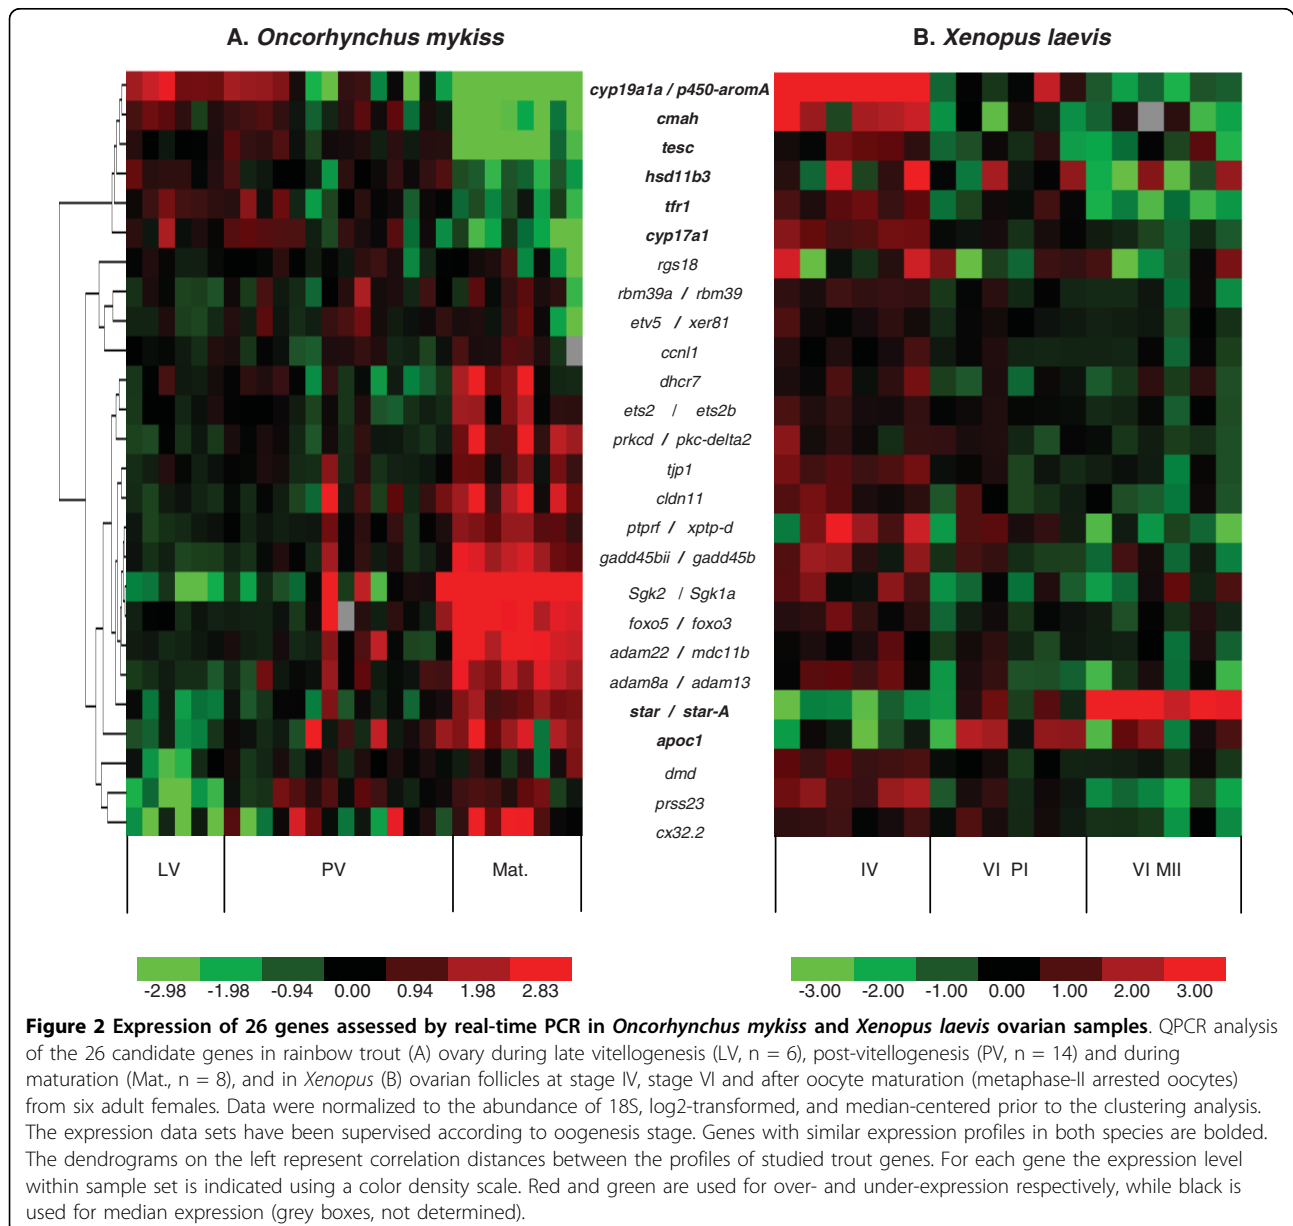 A. Oncorhynchus mykiss
B. Xenopus laevis
cyp19a1a / p450-aromA
cmah
tesc
hsd11b3
tfr1
cyp17a1
rgs18
rbm39a / rbm39
etv5 / xer81
ccnl1
dhcr7
ets2 / ets2b
prkcd / pkc-delta2
tjp1
cldn11
ptprf / xptp-d
gadd45bii / gadd45b
Sgk2 / Sgk1a
foxo5 / foxo3
adam22 / mdc11b
adam8a / adam13
star / star-A
apoc1
dmd
prss23
cx32.2
LV PV Mat.
IV VI PI VI MII
-2.98 -1.98 -0.94 0.00 0.94 1.98 2.83
-3.00 -2.00 -1.00 0.00 1.00 2.00 3.00
Figure 2 Expression of 26 genes assessed by real-time PCR in Oncorhynchus mykiss and Xenopus laevis ovarian samples. QPCR analysis
of the 26 candidate genes in rainbow trout (A) ovary during late vitellogenesis (LV, n = 6), post-vitellogenesis (PV, n = 14) and during
maturation (Mat., n = 8), and in Xenopus (B) ovarian follicles at stage IV, stage VI and after oocyte maturation (metaphase-II arrested oocytes)
from six adult females. Data were normalized to the abundance of 18S, log2-transformed, and median-centered prior to the clustering analysis.
The expression data sets have been supervised according to oogenesis stage. Genes with similar expression profiles in both species are bolded.
The dendrograms on the left represent correlation distances between the profiles of studied trout genes. For each gene the expression level
within sample set is indicated using a color density scale. Red and green are used for over- and under-expression respectively, while black is
used for median expression (grey boxes, not determined).